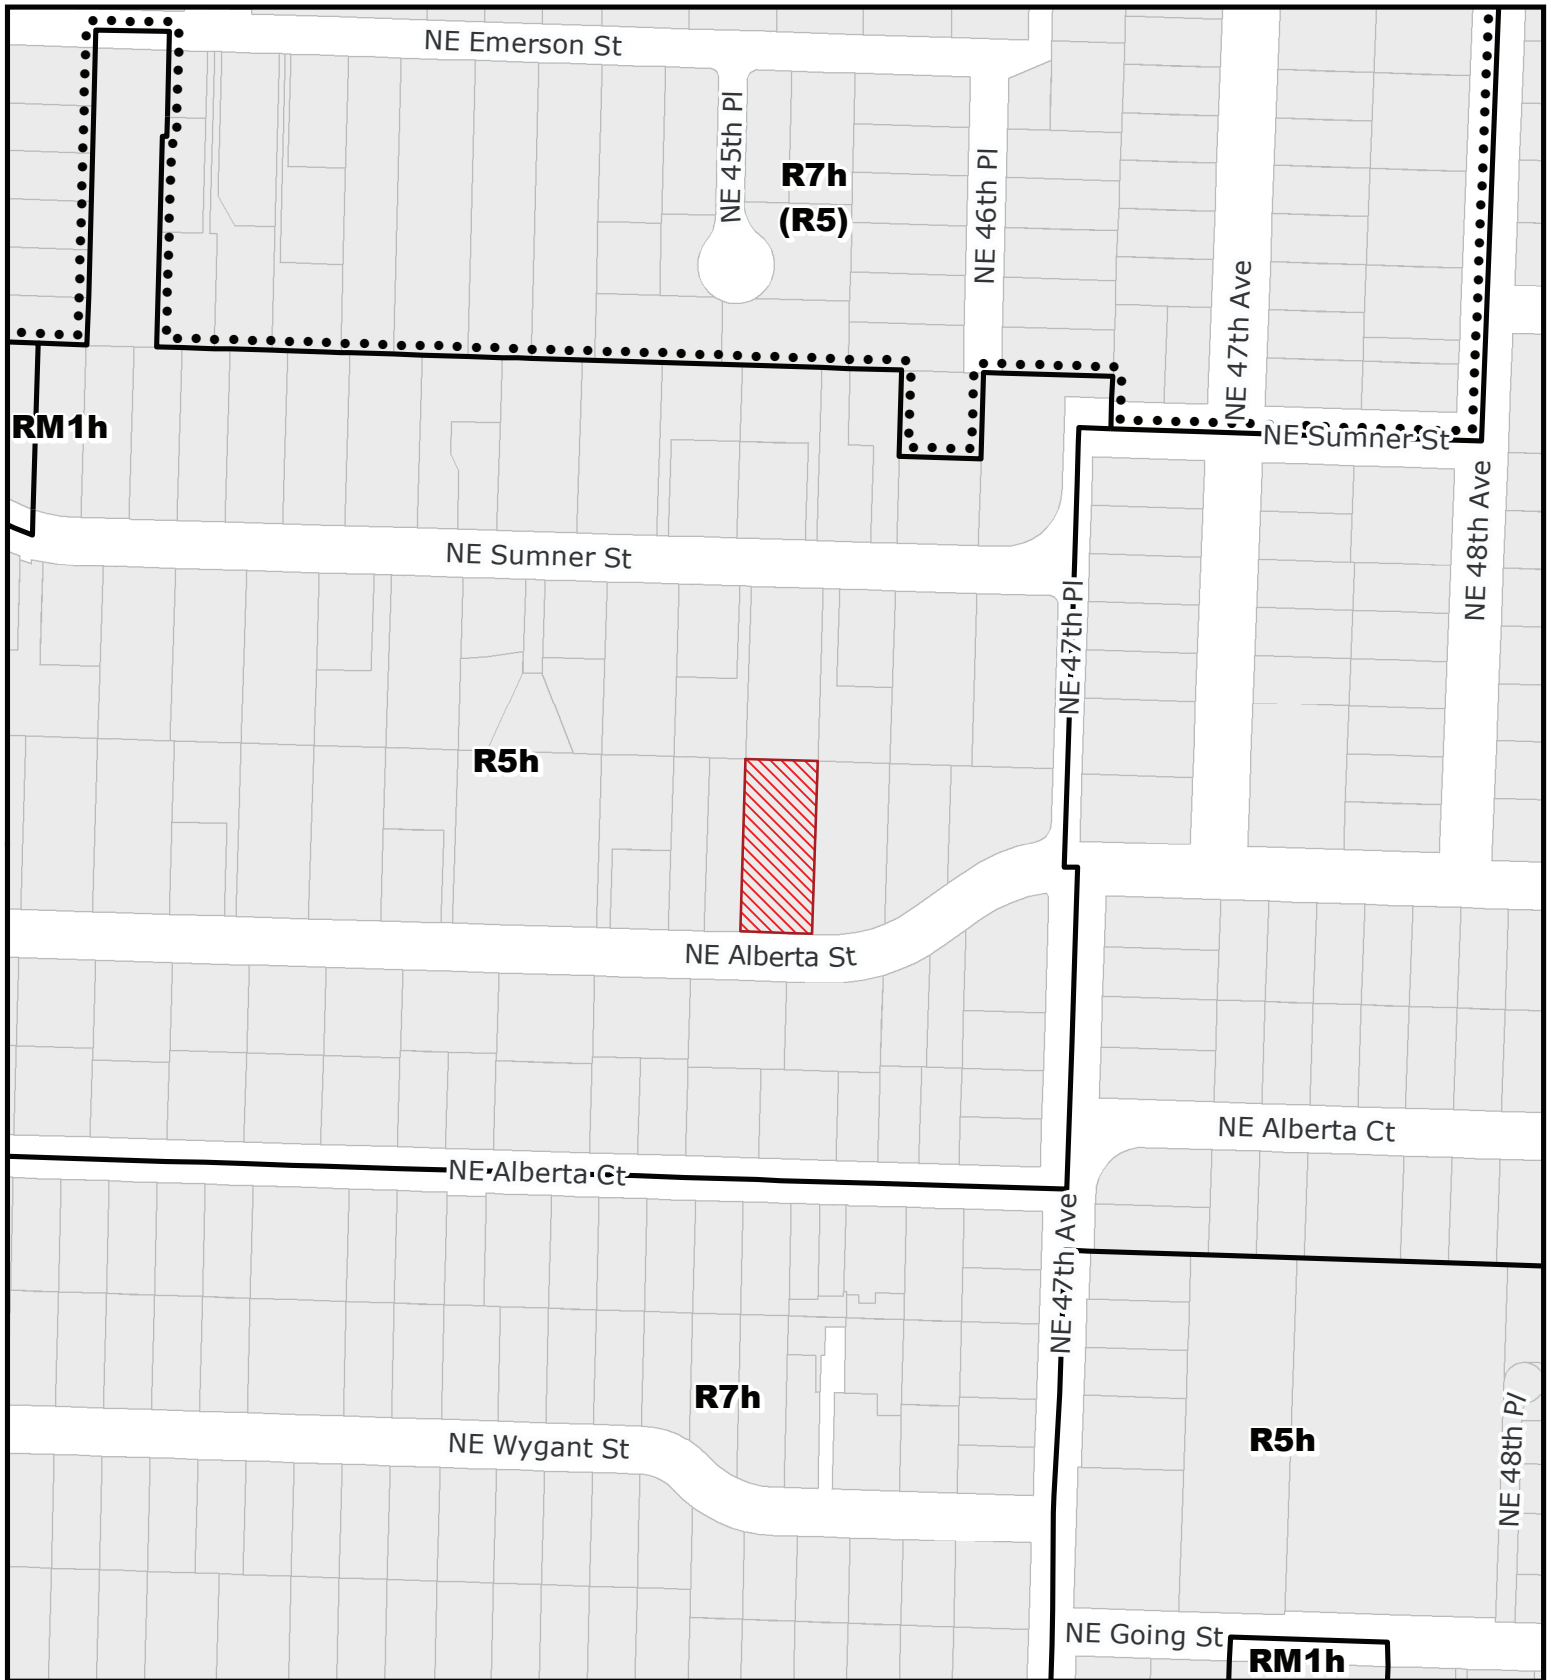 NE Emerson St
NE 45th Pl
R7h
(R5)
NE 46th Pl
NE 47th Ave
RM1h
NE Sumner St
NE 48th Ave
NE Sumner St
NE 47th Pl
R5h
NE Alberta St
NE Alberta Ct
NE Alberta Ct
NE 47th Ave
R7h
NE Wygant St
R5h
NE 48th Pl
NE Going St
RM1h